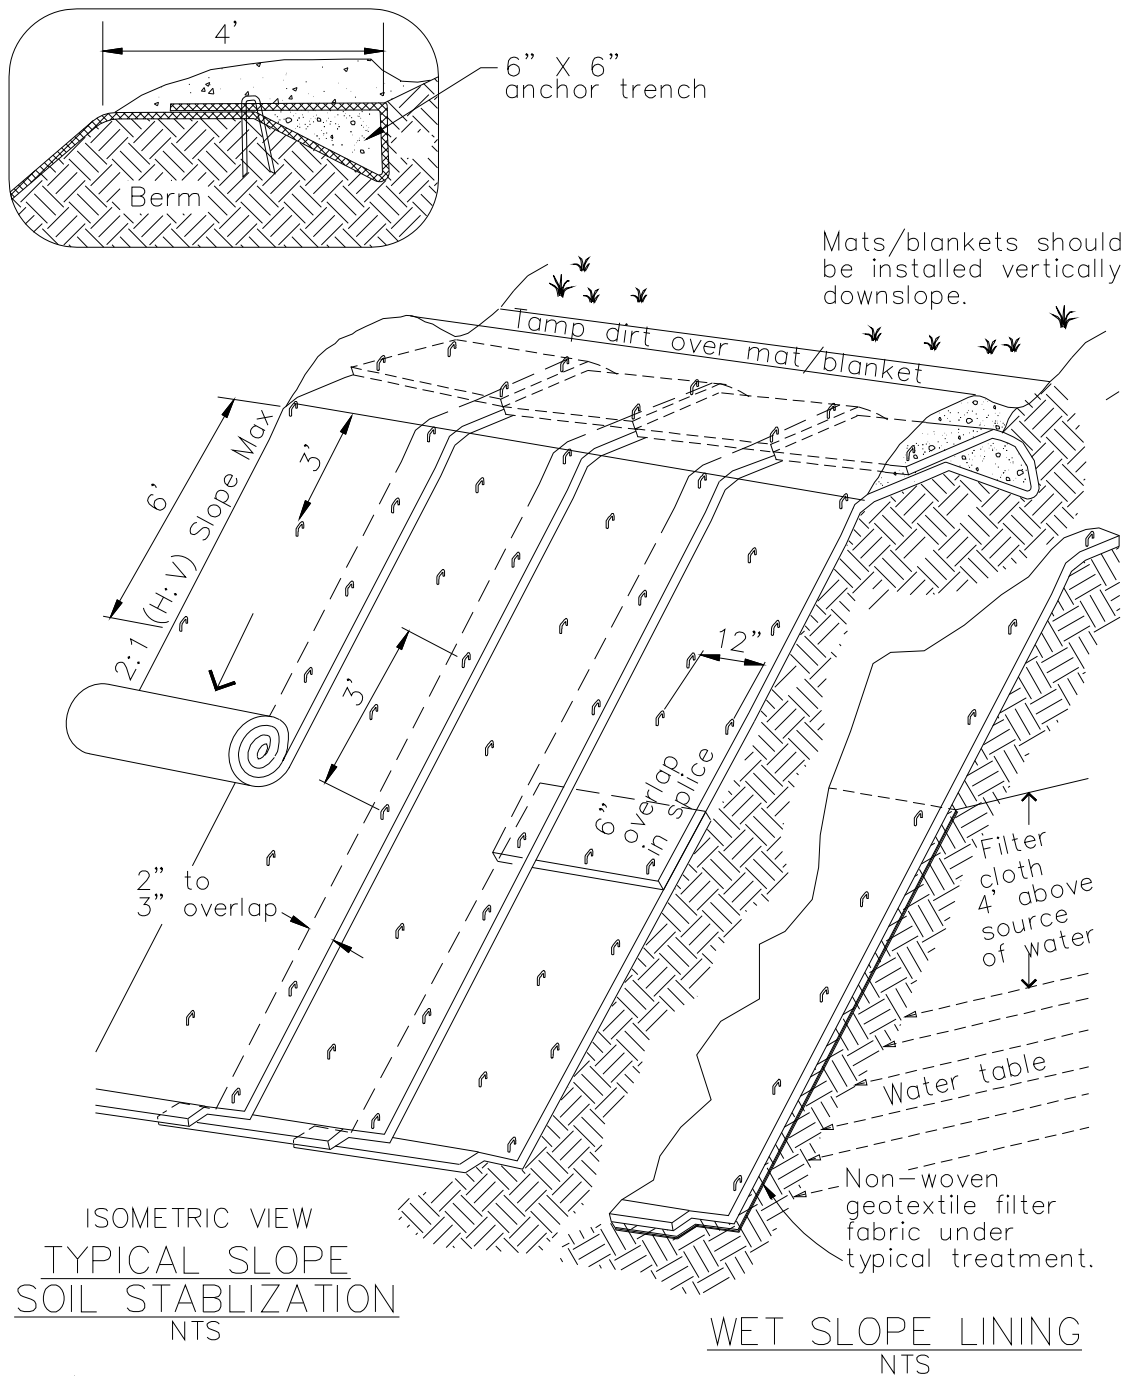 4'
6" X 6"
anchor trench
Berm
Mats/blankets should
be installed vertically
downslope.
Tamp dirt over mat/blanket
6'
2:1 (H:V) Slope Max
3'
3'
12"
6"
overlap
in splice
2" to
3" overlap
Filter
cloth
4' above
source
of water
Water table
Non-woven
geotextile filter
fabric under
typical treatment.
ISOMETRIC VIEW
TYPICAL SLOPE
SOIL STABLIZATION
NTS
WET SLOPE LINING
NTS